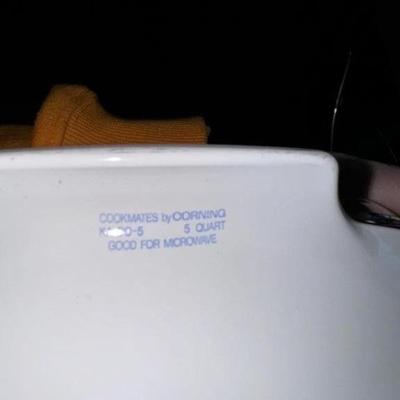 COOKMATES by CORNING
5 QUART
GOOD FOR MICROWAVE